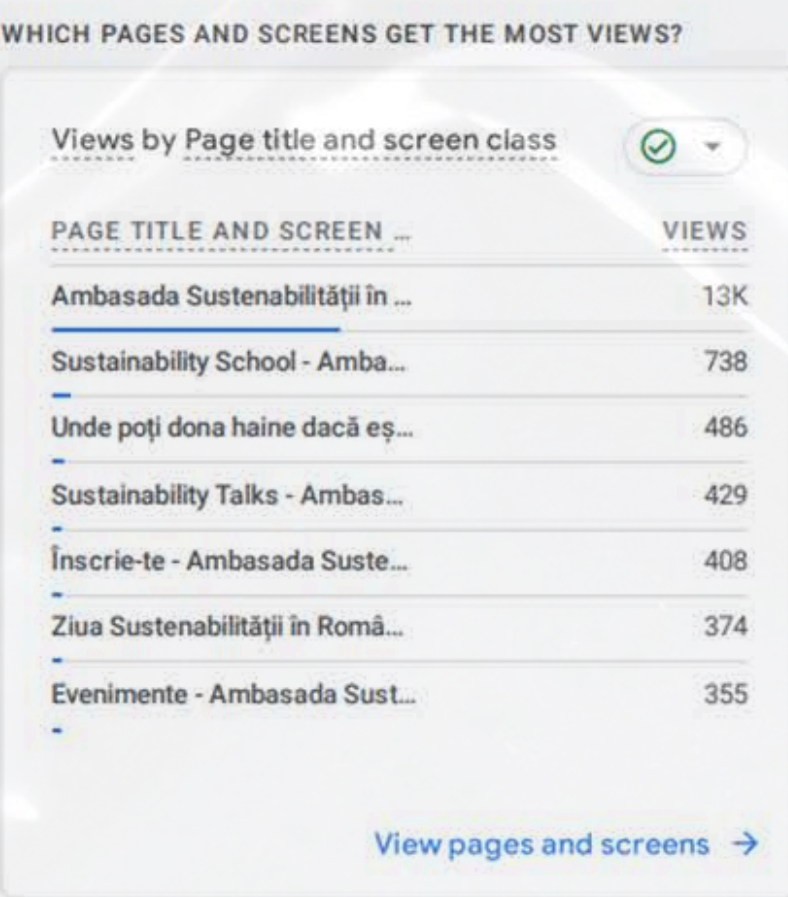 WHICH PAGES AND SCREENS GET THE MOST VIEWS?
Views by Page title and screen class
PAGE TITLE AND SCREEN ... VIEWS
Ambasada Sustenabilității în ... 13K
Sustainability School - Amba... 738
Unde poți dona haine dacă eș... 486
Sustainability Talks - Ambas... 429
Înscrie-te - Ambasada Suste... 408
Ziua Sustenabilității în Româ... 374
Evenimente - Ambasada Sust... 355
View pages and screens →